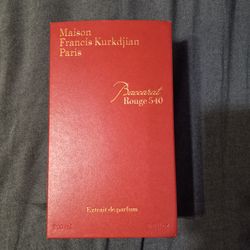 Maison
Francis Kurkdjian
Paris
Baccarat
Rouge 540
Extrait de parfum